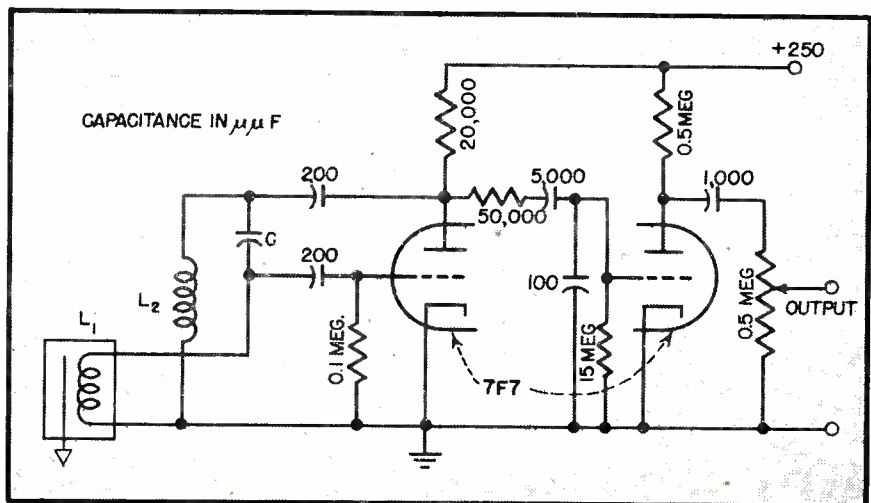 +250
CAPACITANCE IN μμF
20,000
0.5 MEG
200
5,000
1,000
50,000
C
200
L2
100
L1
0.1 MEG.
7F7
15 MEG
0.5 MEG
OUTPUT